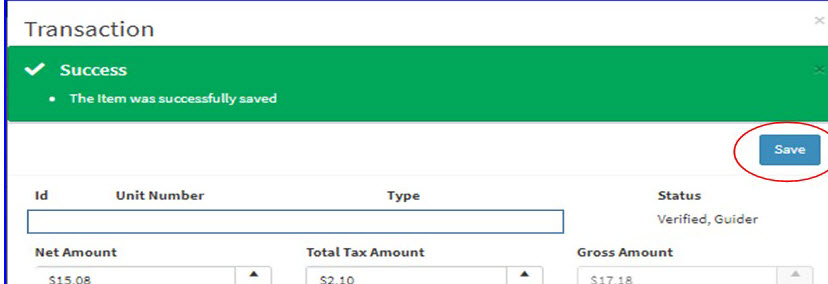 Transaction
Success
The Item was successfully saved
Save
Id Unit Number Type Status
Verified, Guider
Net Amount Total Tax Amount Gross Amount
$15.08 $2.10 $17.18